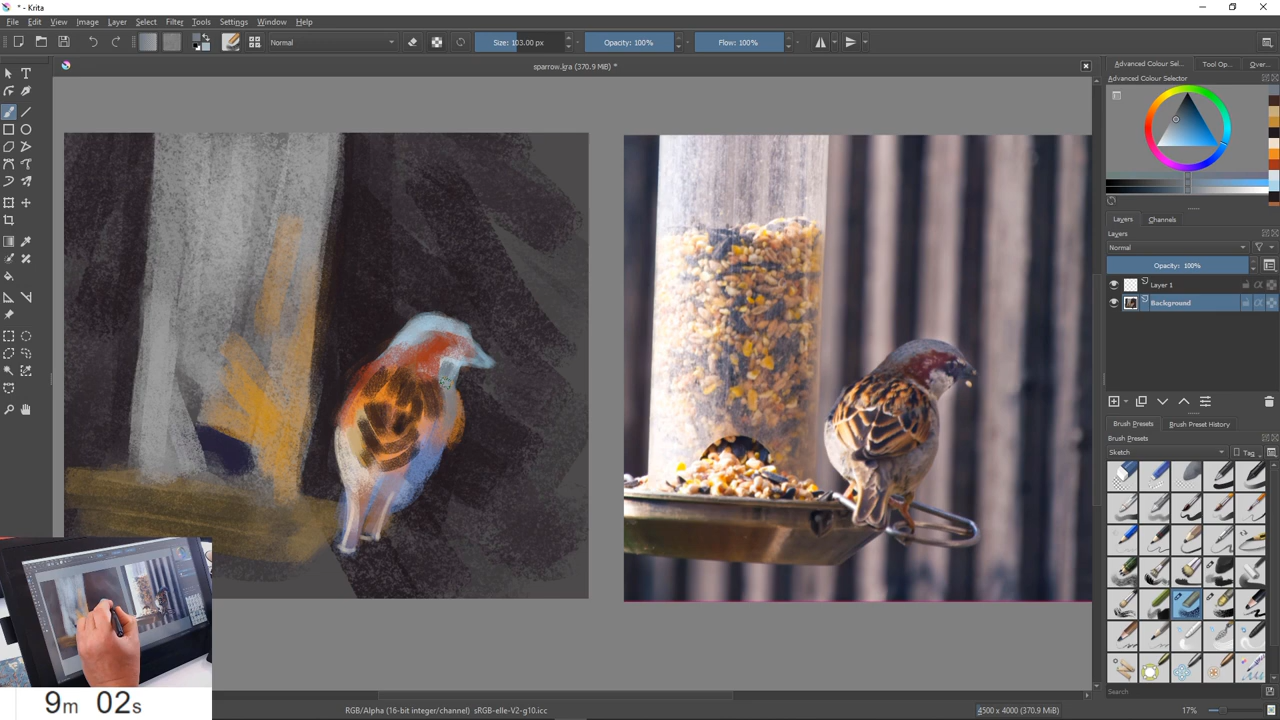 * - Krita
File Edit View Image Layer Select Filter Tools Settings Window Help
Normal Size: 103.00 px Opacity: 100% Flow: 100%
sparrow.kra (370.9 MiB) *
Advanced Colour Sel... Tool Op... Over...
Advanced Colour Selector
Layers Channels
Layers
Normal
Opacity: 100%
Layer 1
Background
Brush Presets Brush Preset History
Brush Presets
Sketch Tag
Search
RGB/Alpha (16-bit integer/channel) sRGB-elle-V2-g10.icc 4500 x 4000 (370.9 MiB) 17%
9m 02s